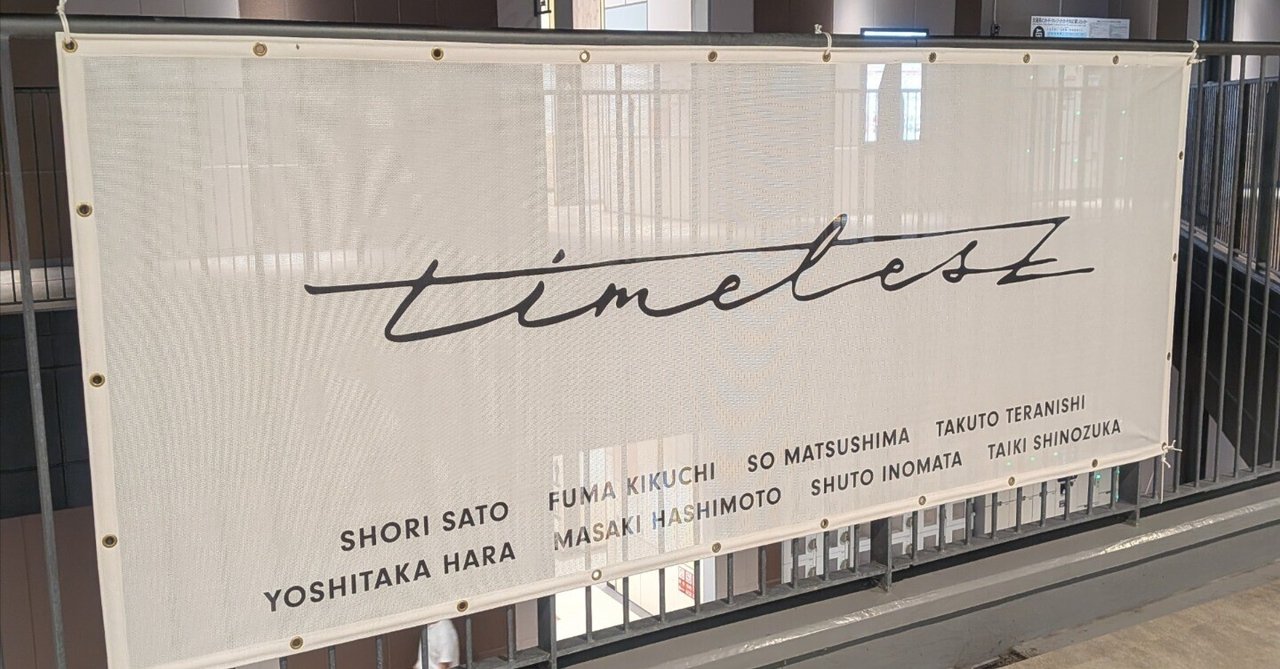 timelesz
SHORI SATO FUMA KIKUCHI SO MATSUSHIMA TAKUTO TERANISHI
YOSHITAKA HARA MASAKI HASHIMOTO SHUTO INOMATA TAIKI SHINOZUKA